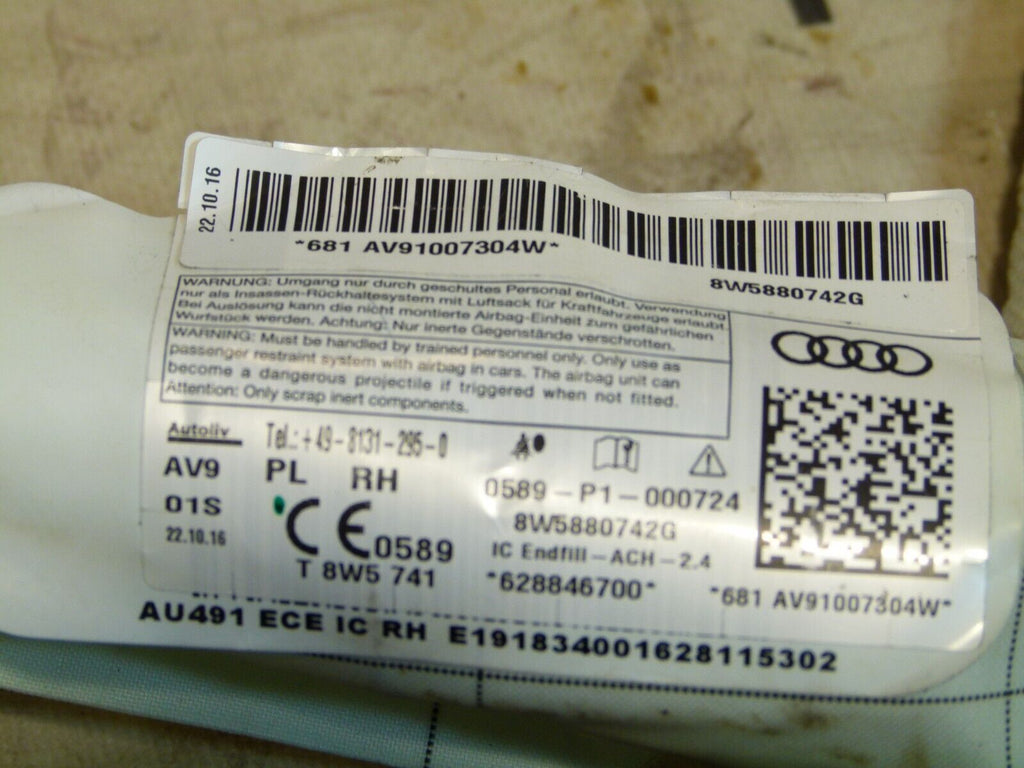 22.10.16
*681 AV91007304W*
8W5880742G
WARNUNG: Umgang nur durch geschultes Personal erlaubt. Verwendung
nur als Insassen-Rückhaltesystem mit Luftsack für Kraftfahrzeuge erlaubt.
Bei Auslösung kann die nicht montierte Airbag-Einheit zum gefährlichen
Wurfstück werden. Achtung: Nur inerte Gegenstände verschrotten.
WARNING: Must be handled by trained personnel only. Only use as
passenger restraint system with airbag in cars. The airbag unit can
become a dangerous projectile if triggered when not fitted.
Attention: Only scrap inert components.
Autoliv Tel.: +49-8131-295-0
AV9 PL RH
0589-P1-000724
01S
8W5880742G
22.10.16
CE0589
IC Endfill-ACH-2.4
T 8W5 741
*628846700*
*681 AV91007304W*
AU491 ECE IC RH E1918340016281​15302